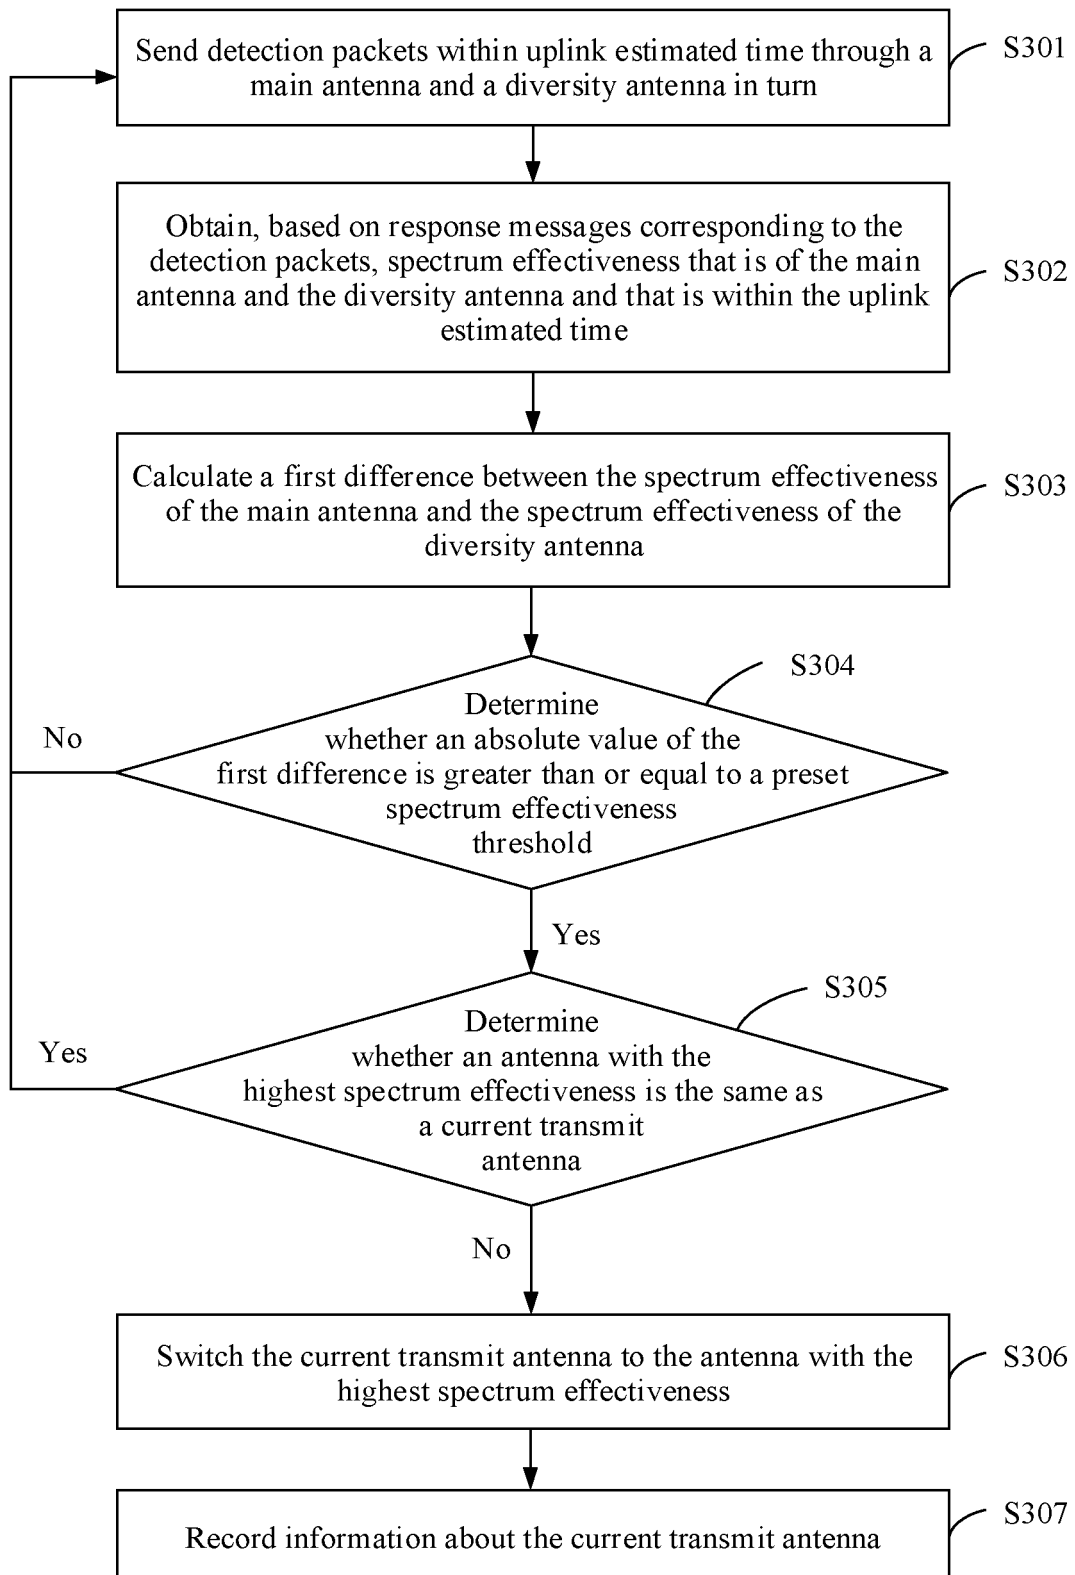 Send detection packets within uplink estimated time through a
main antenna and a diversity antenna in turn
S301
Obtain, based on response messages corresponding to the
detection packets, spectrum effectiveness that is of the main
antenna and the diversity antenna and that is within the uplink
estimated time
S302
Calculate a first difference between the spectrum effectiveness
of the main antenna and the spectrum effectiveness of the
diversity antenna
S303
S304
Determine
whether an absolute value of the
first difference is greater than or equal to a preset
spectrum effectiveness
threshold
No
Yes
S305
Determine
whether an antenna with the
highest spectrum effectiveness is the same as
a current transmit
antenna
Yes
No
Switch the current transmit antenna to the antenna with the
highest spectrum effectiveness
S306
Record information about the current transmit antenna
S307